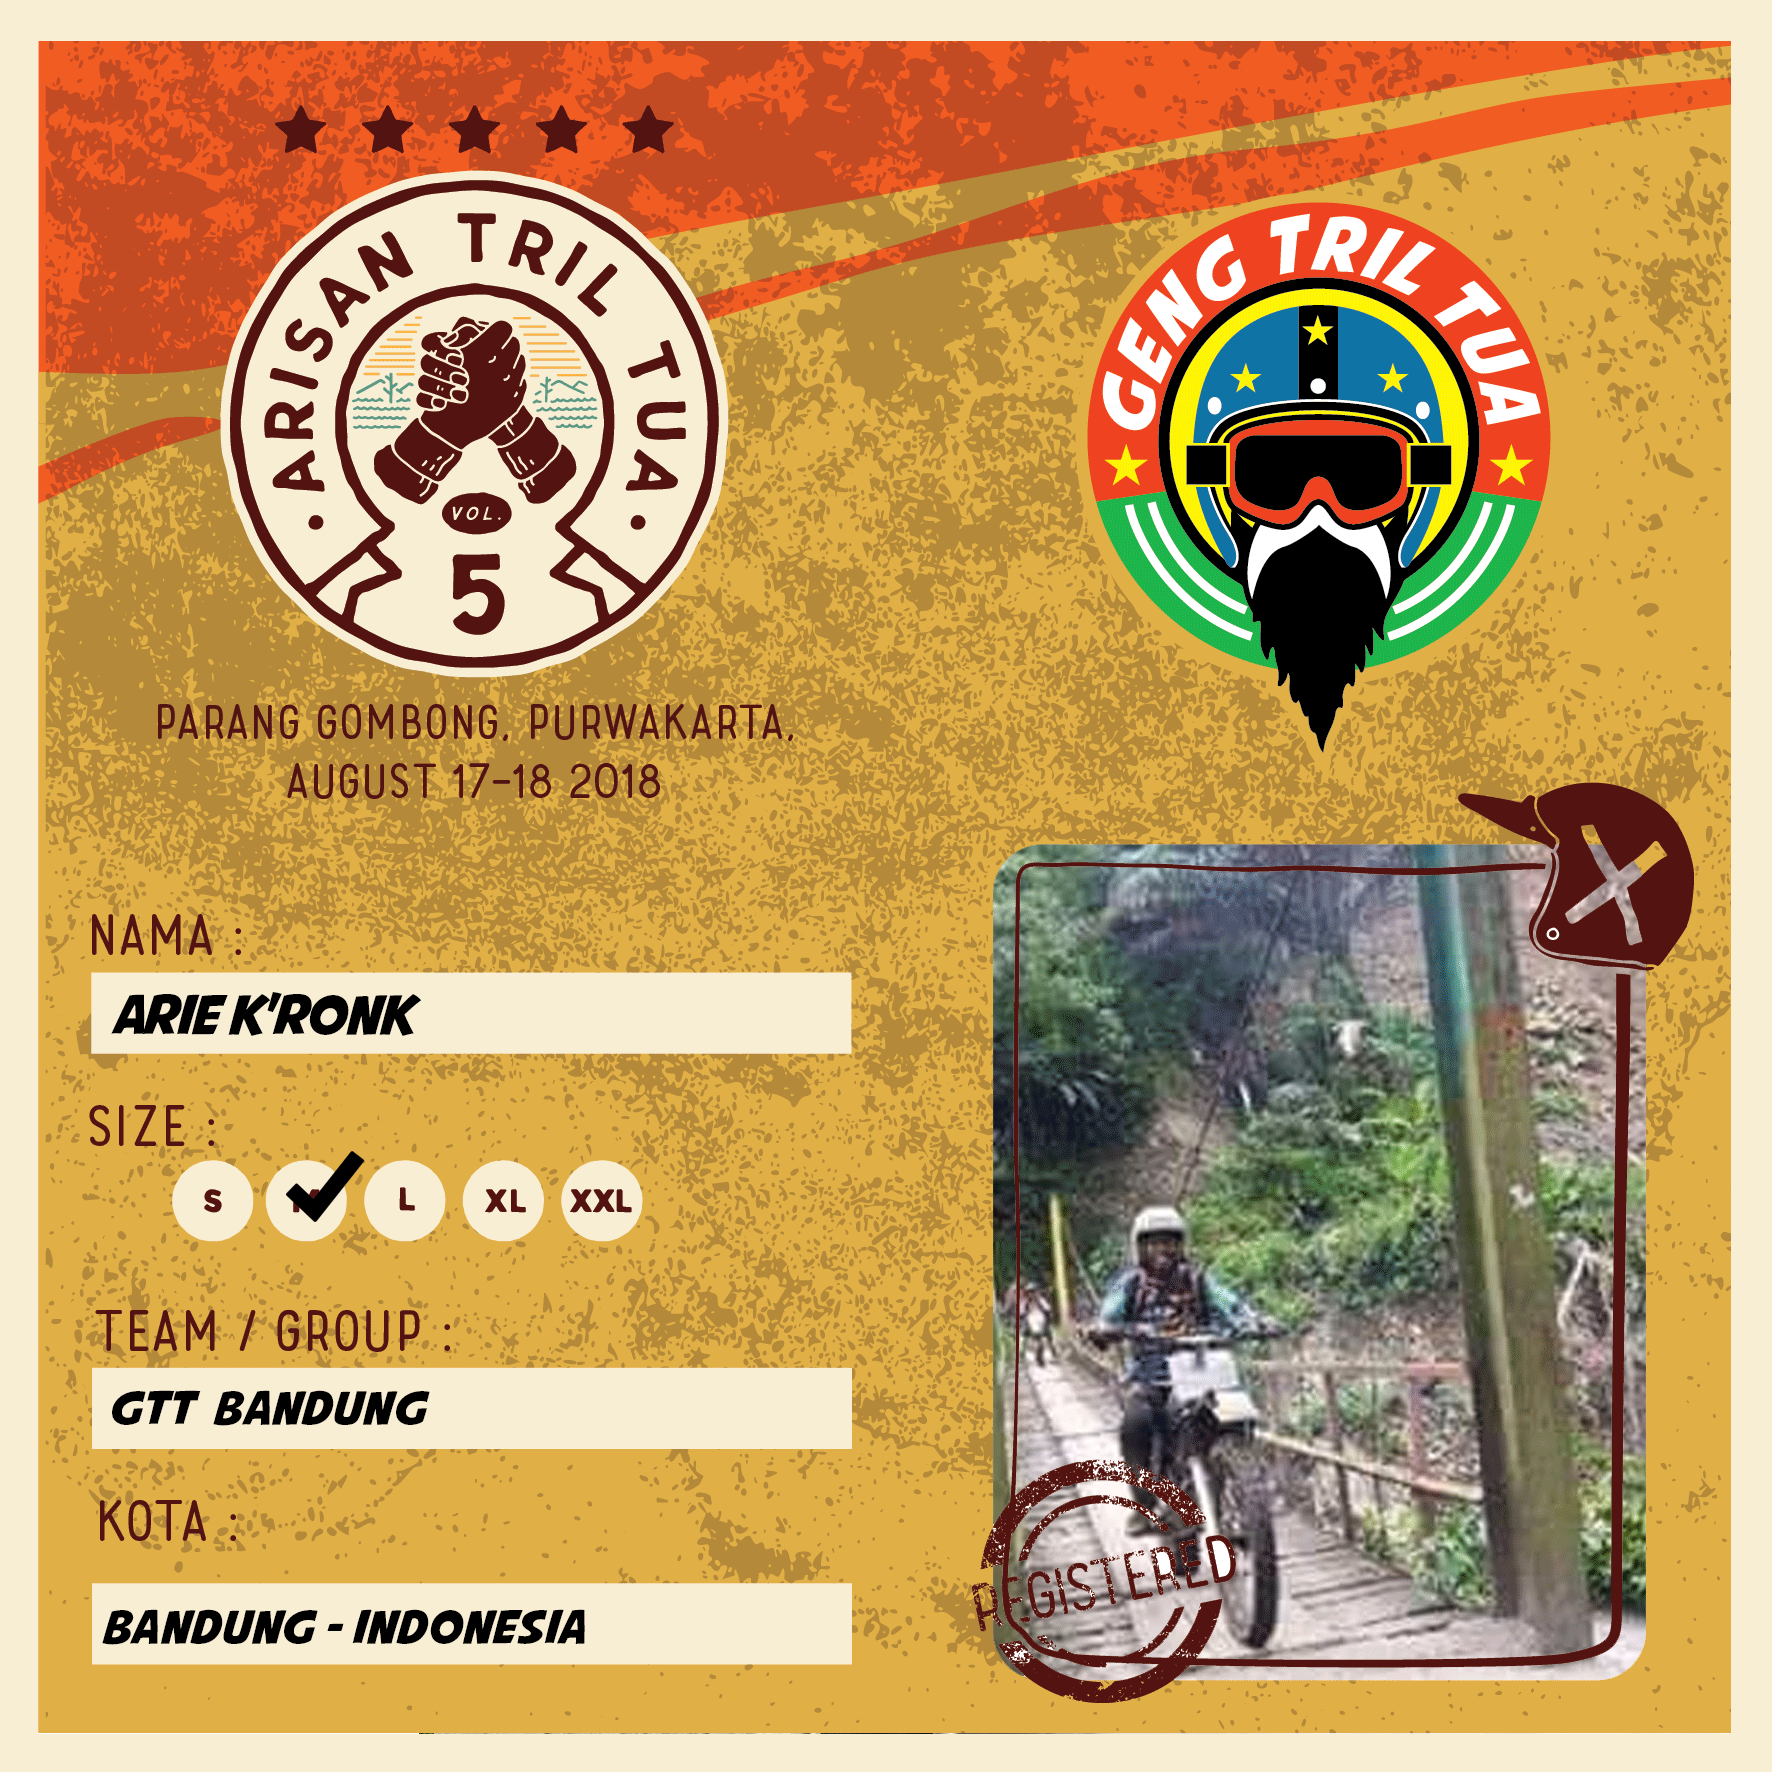 ARISAN TRIL TUA
VOL.
5
GENG TRIL TUA
PARANG GOMBONG, PURWAKARTA,
AUGUST 17-18 2018
NAMA :
ARIE K'RONK
SIZE :
S L XL XXL
TEAM / GROUP :
GTT BANDUNG
KOTA :
BANDUNG - INDONESIA
REGISTERED